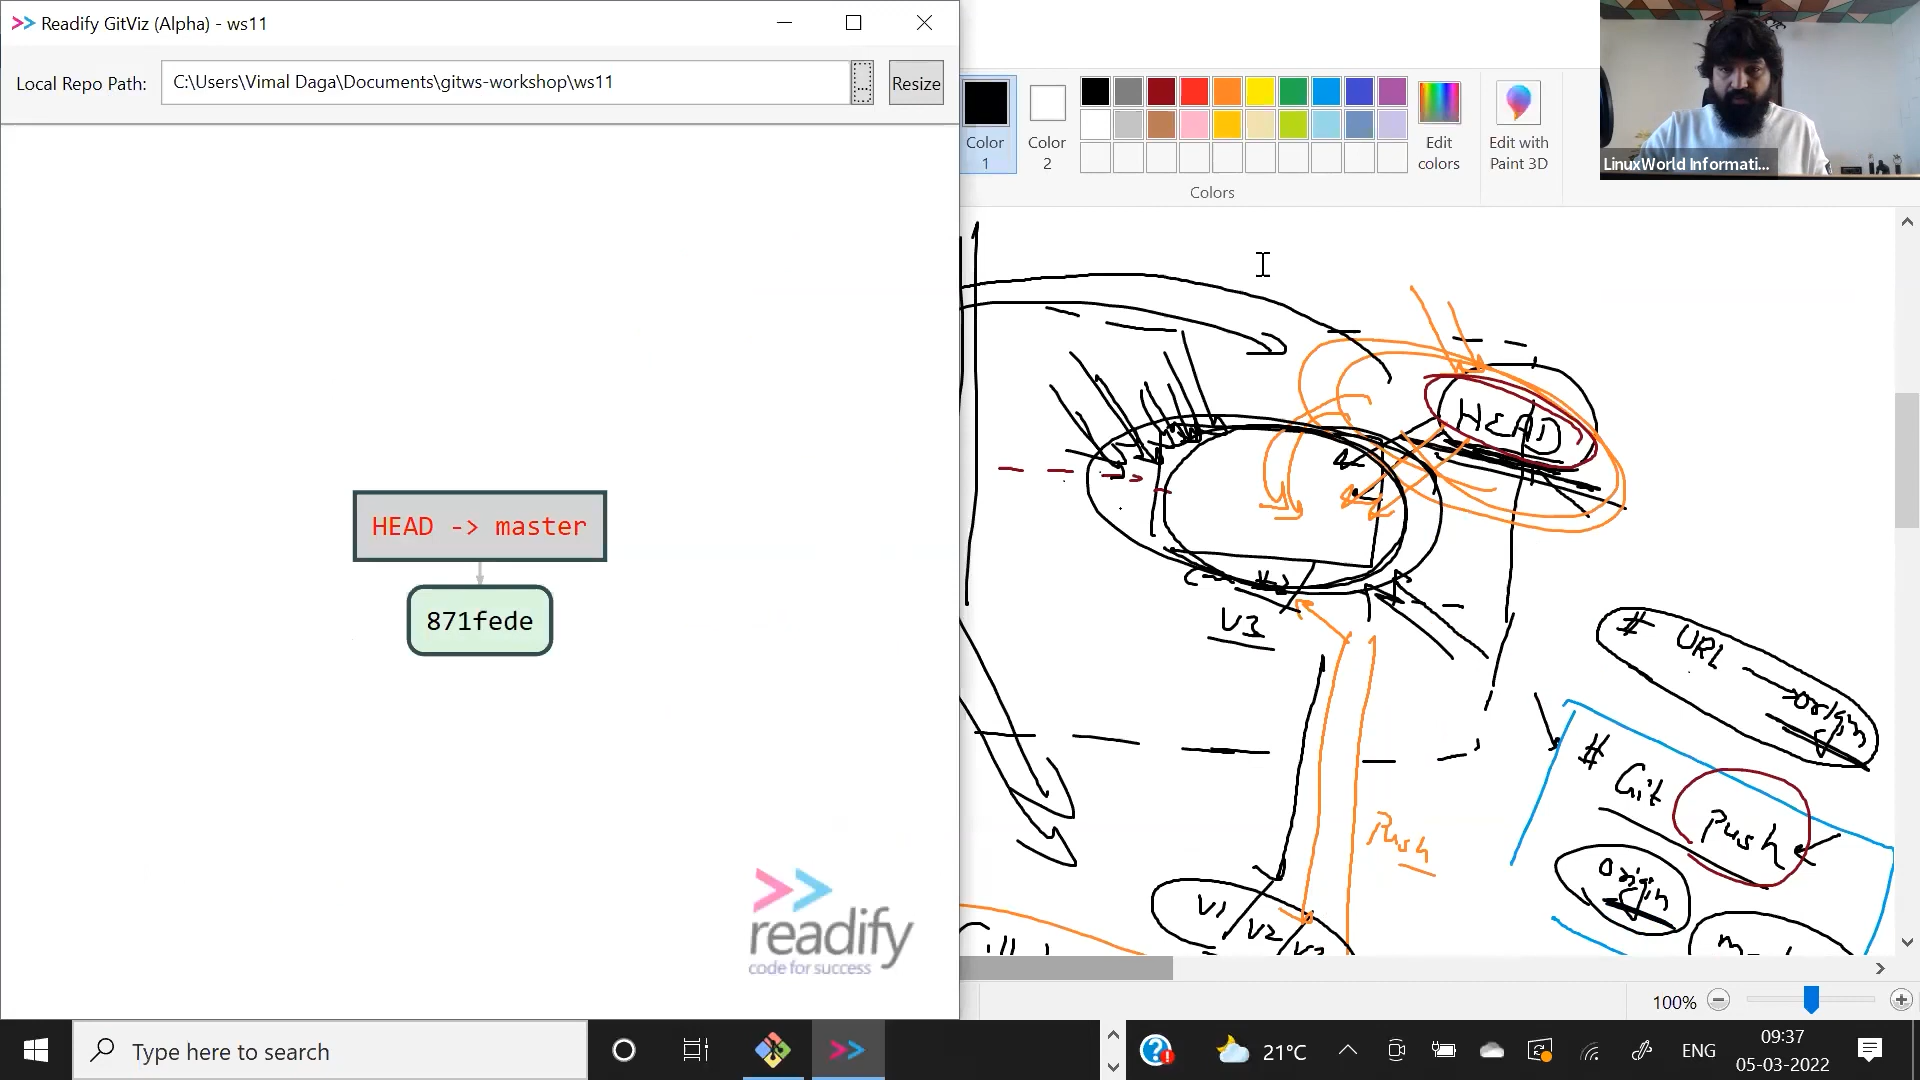 Readify GitViz (Alpha) - ws11
Local Repo Path:
C:\Users\Vimal Daga\Documents\gitws-workshop\ws11
...
Resize
HEAD -> master
871fede
readify
code for success
Color
1
Color
2
Edit
colors
Edit with
Paint 3D
Colors
LinuxWorld Informati...
HEAD
V3
# URL
origin
# Git
Push
origin
Push
V1
V2
100%
Type here to search
21°C
ENG
09:37
05-03-2022